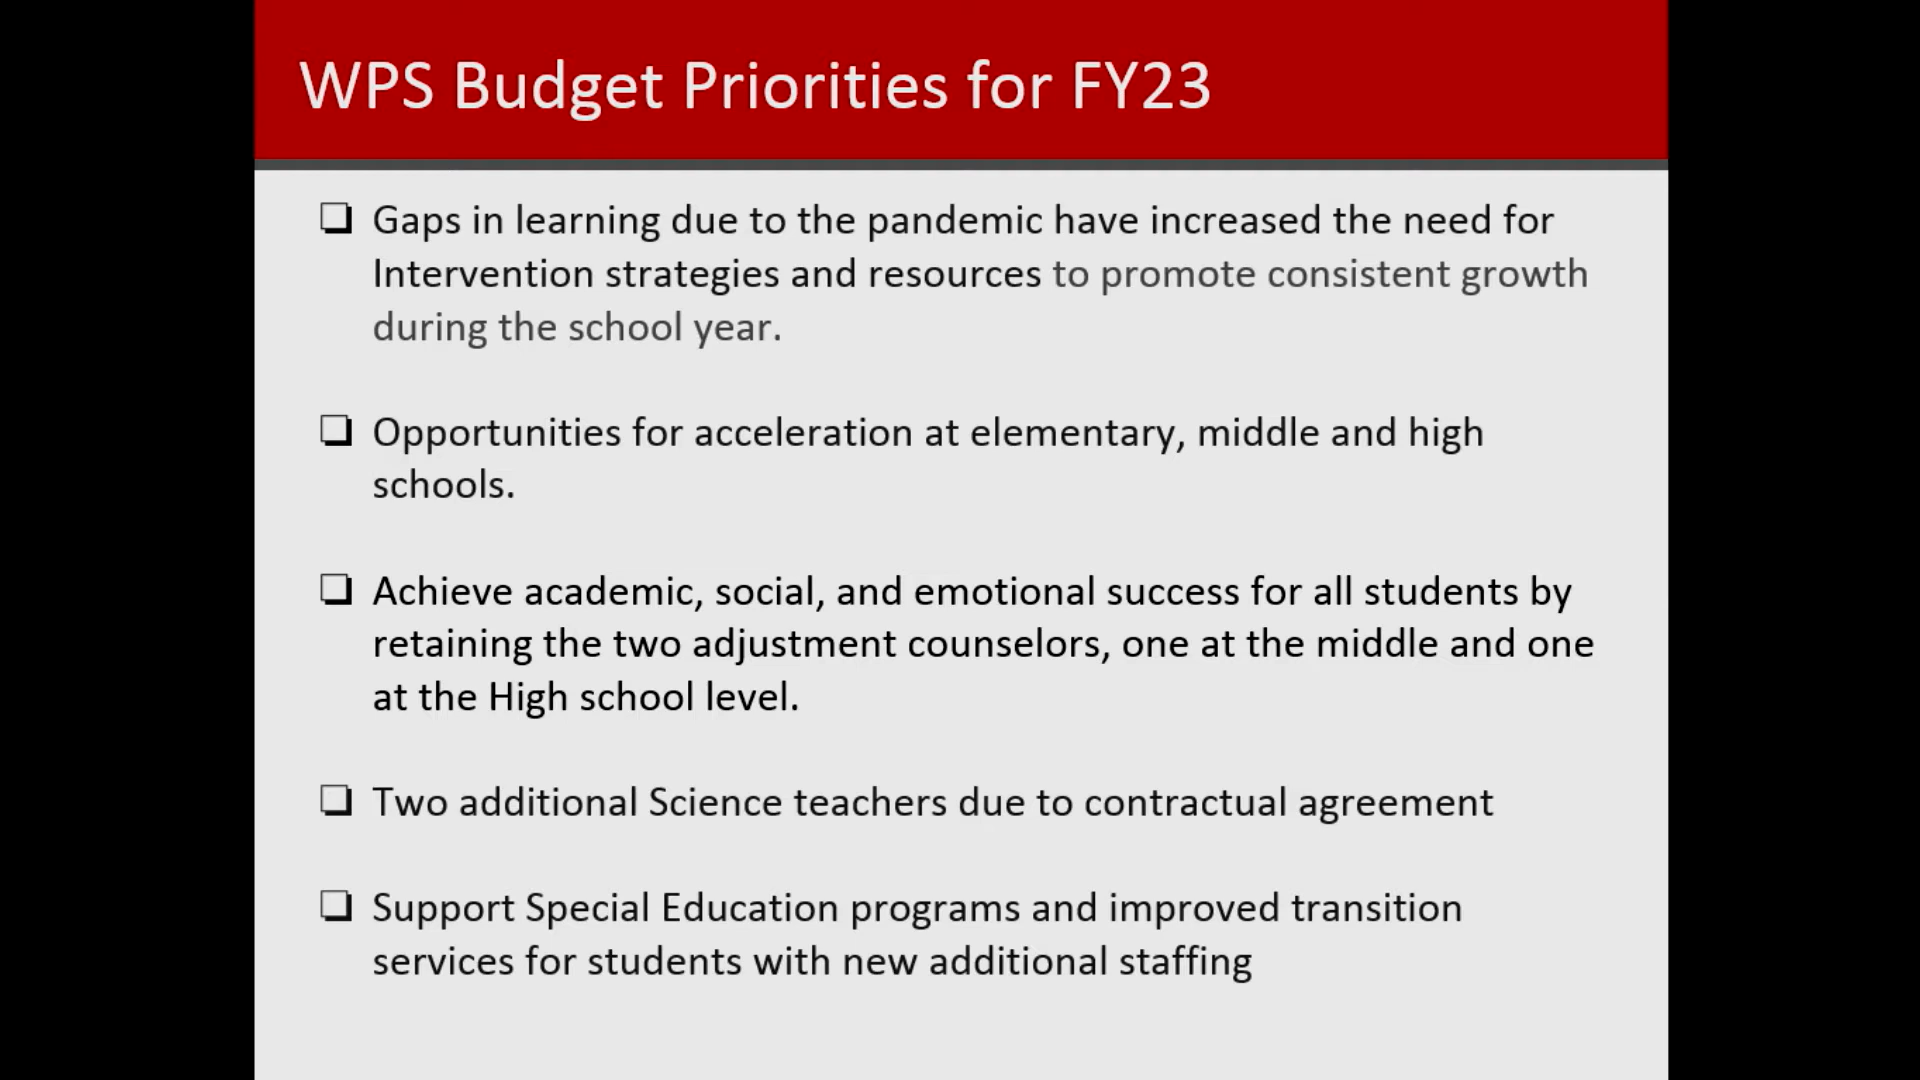 WPS Budget Priorities for FY23
❏ Gaps in learning due to the pandemic have increased the need for
Intervention strategies and resources to promote consistent growth
during the school year.
❏ Opportunities for acceleration at elementary, middle and high
schools.
❏ Achieve academic, social, and emotional success for all students by
retaining the two adjustment counselors, one at the middle and one
at the High school level.
❏ Two additional Science teachers due to contractual agreement
❏ Support Special Education programs and improved transition
services for students with new additional staffing